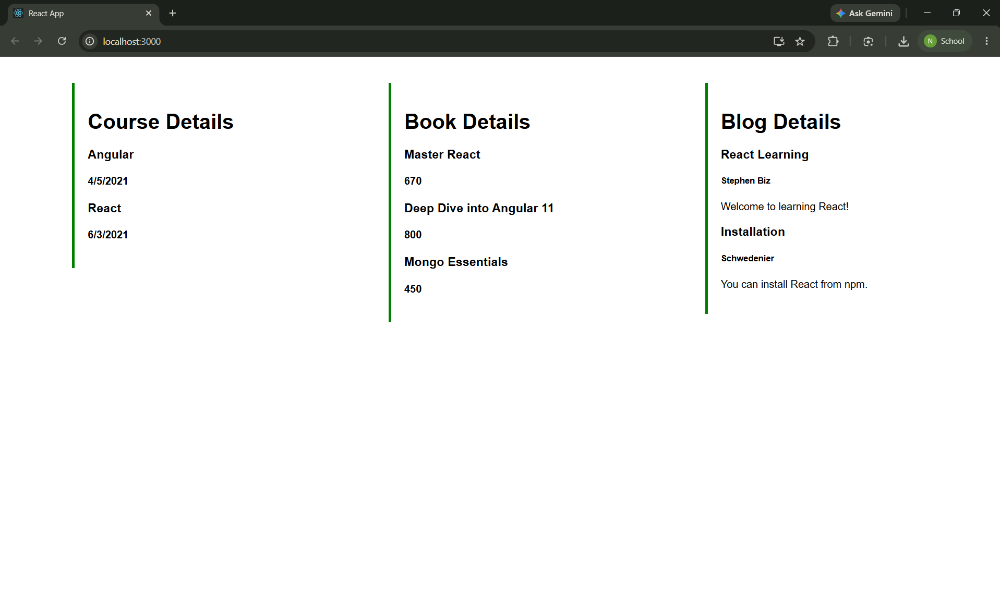 React App
Ask Gemini
localhost:3000
N School
Course Details
Angular
4/5/2021
React
6/3/2021
Book Details
Master React
670
Deep Dive into Angular 11
800
Mongo Essentials
450
Blog Details
React Learning
Stephen Biz
Welcome to learning React!
Installation
Schwedenier
You can install React from npm.